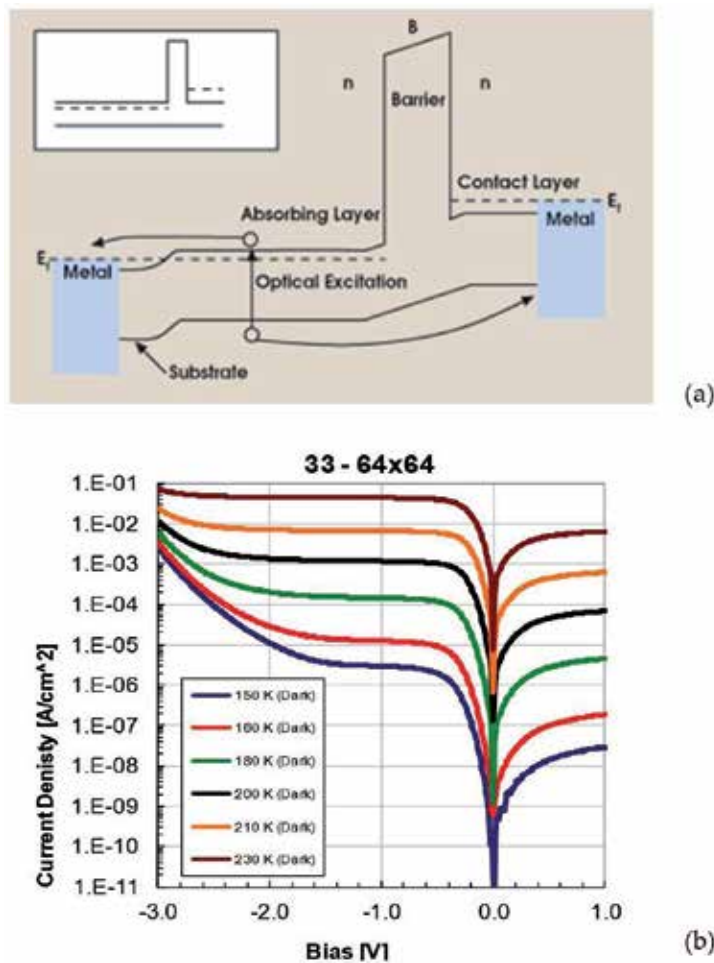 B
n
n
Barrier
Contact Layer
Absorbing Layer
Ef
Metal
Ef
Metal
Optical Excitation
Substrate
(a)
33 - 64x64
1.E-01
1.E-02
1.E-03
1.E-04
1.E-05
1.E-06
1.E-07
1.E-08
1.E-09
1.E-10
1.E-11
Current Denisty [A/cm^2]
150 K (Dark)
160 K (Dark)
180 K (Dark)
200 K (Dark)
210 K (Dark)
230 K (Dark)
-3.0 -2.0 -1.0 0.0 1.0
Bias [V]
(b)